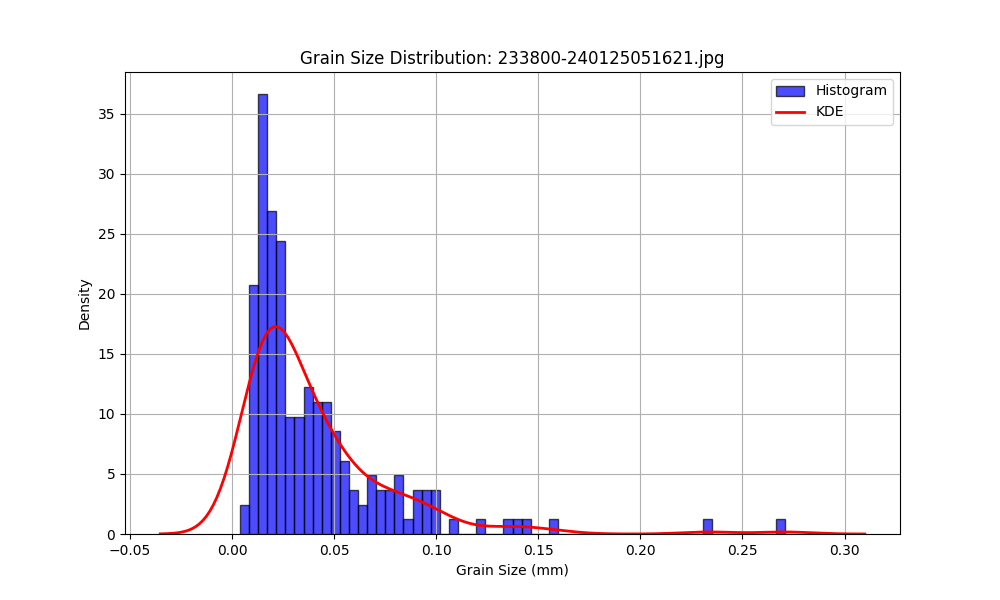 Grain Size Distribution: 233800-240125051621.jpg
Histogram
KDE
Density
35
30
25
20
15
10
5
0
−0.05 0.00 0.05 0.10 0.15 0.20 0.25 0.30
Grain Size (mm)